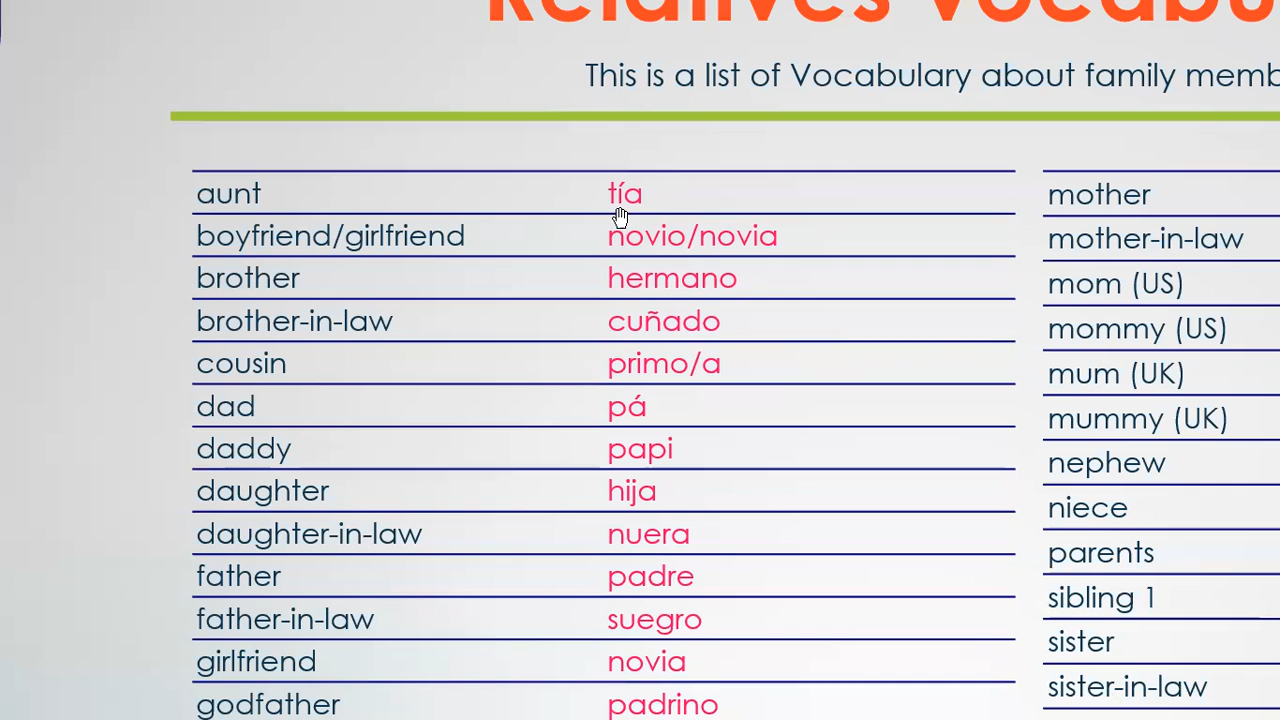 Relatives Vocabu
This is a list of Vocabulary about family memb
aunt tía
boyfriend/girlfriend novio/novia
brother hermano
brother-in-law cuñado
cousin primo/a
dad pá
daddy papi
daughter hija
daughter-in-law nuera
father padre
father-in-law suegro
girlfriend novia
godfather padrino
mother
mother-in-law
mom (US)
mommy (US)
mum (UK)
mummy (UK)
nephew
niece
parents
sibling 1
sister
sister-in-law